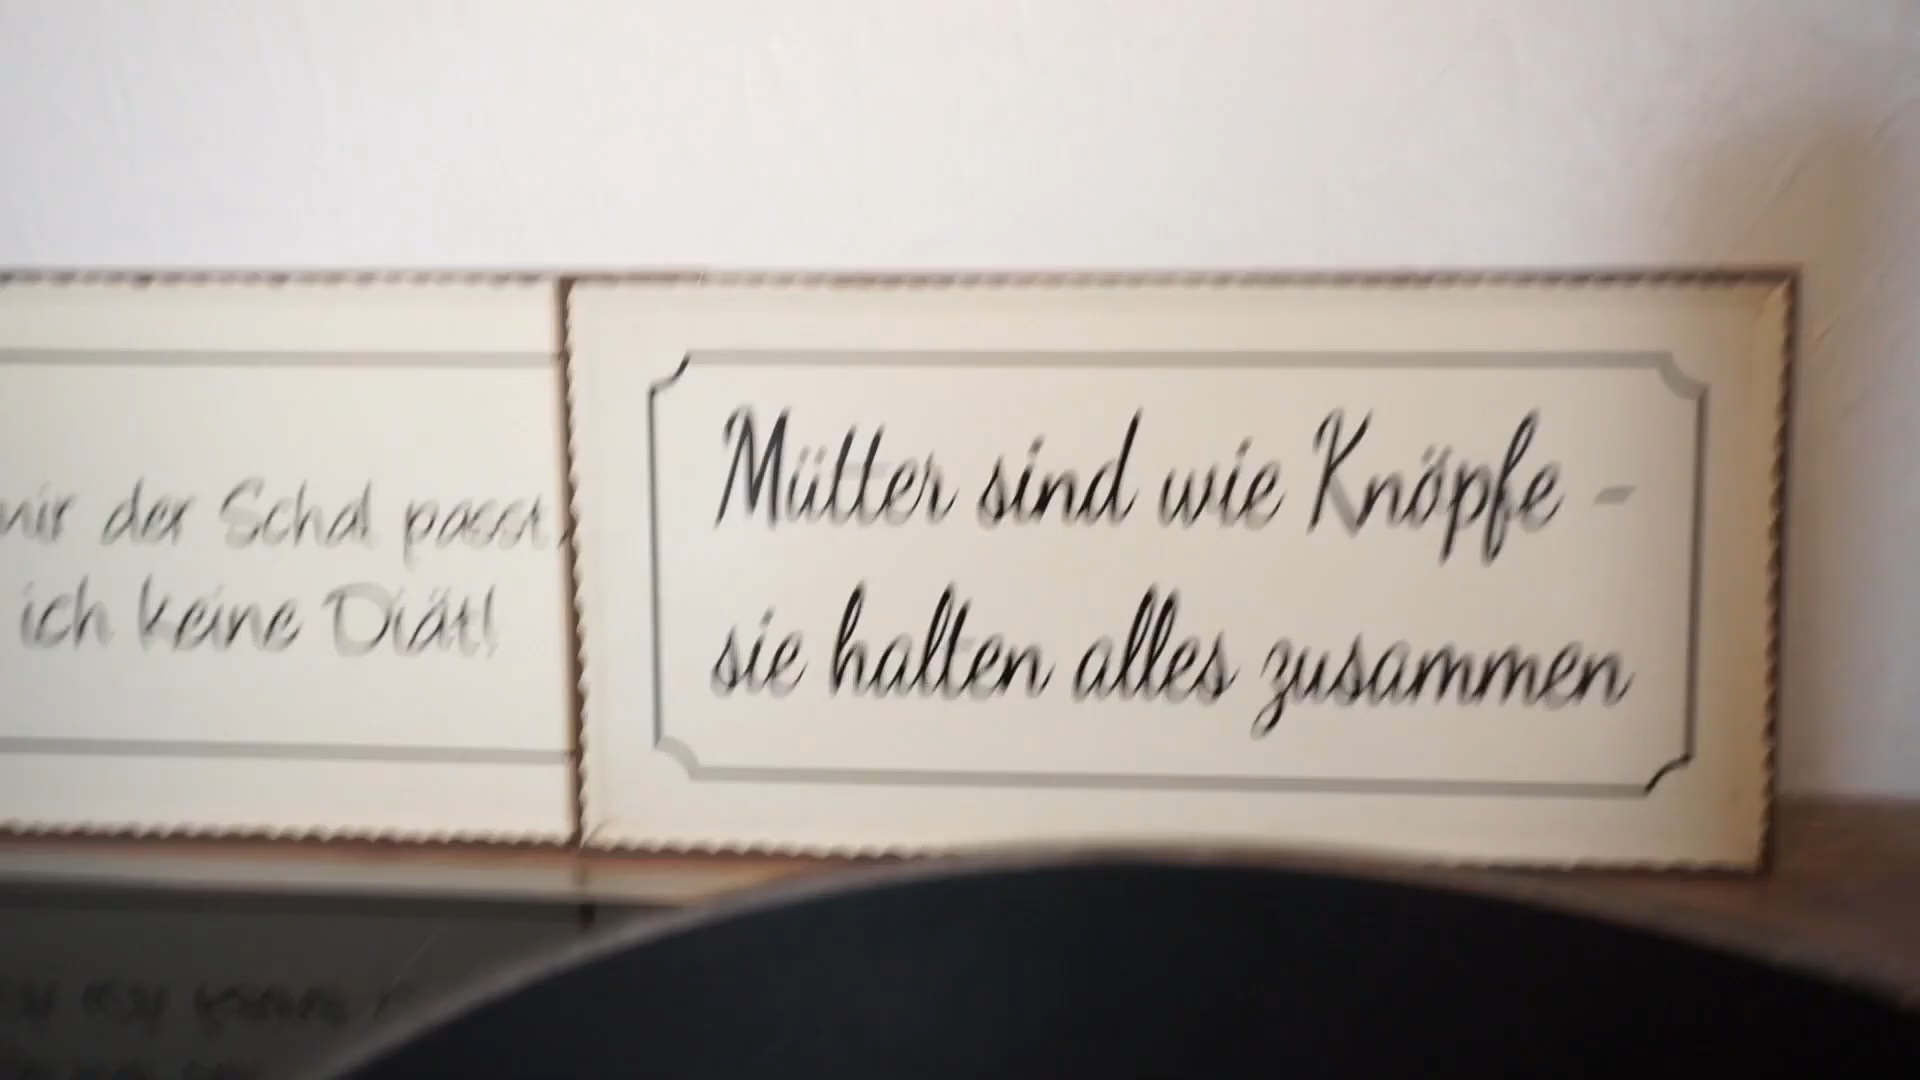 mir der Schal passt,
ich keine Diät!
Mütter sind wie Knöpfe -
sie halten alles zusammen